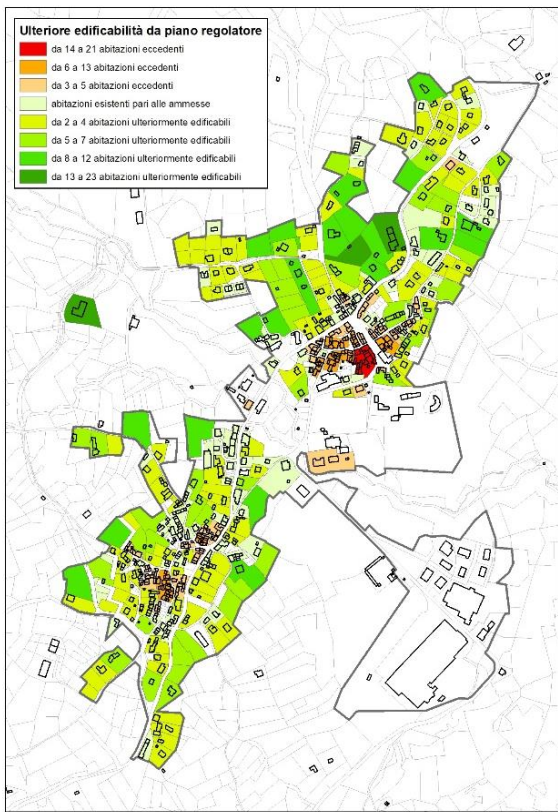 Ulteriore edificabilità da piano regolatore
da 14 a 21 abitazioni eccedenti
da 6 a 13 abitazioni eccedenti
da 3 a 5 abitazioni eccedenti
abitazioni esistenti pari alle ammesse
da 2 a 4 abitazioni ulteriormente edificabili
da 5 a 7 abitazioni ulteriormente edificabili
da 8 a 12 abitazioni ulteriormente edificabili
da 13 a 23 abitazioni ulteriormente edificabili